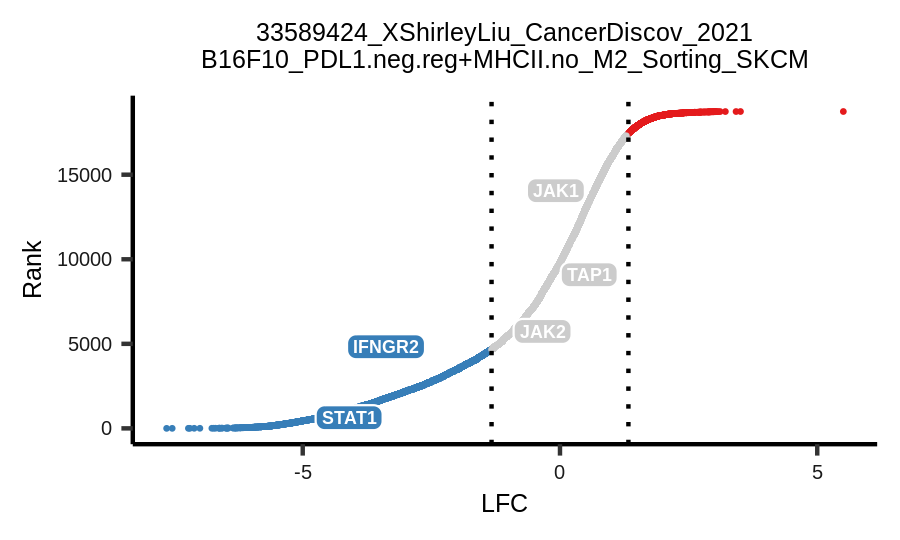 33589424_XShirleyLiu_CancerDiscov_2021
B16F10_PDL1.neg.reg+MHCII.no_M2_Sorting_SKCM
15000
10000
5000
0
Rank
JAK1
TAP1
JAK2
IFNGR2
STAT1
-5
0
5
LFC